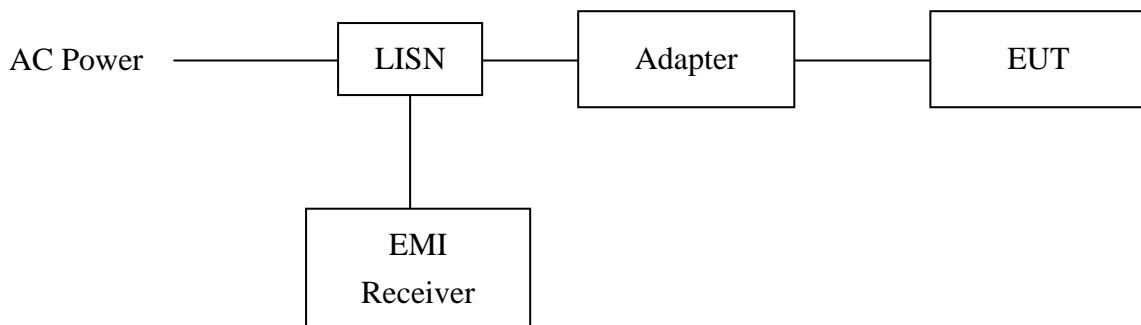 AC Power
LISN
Adapter
EUT
EMI
Receiver